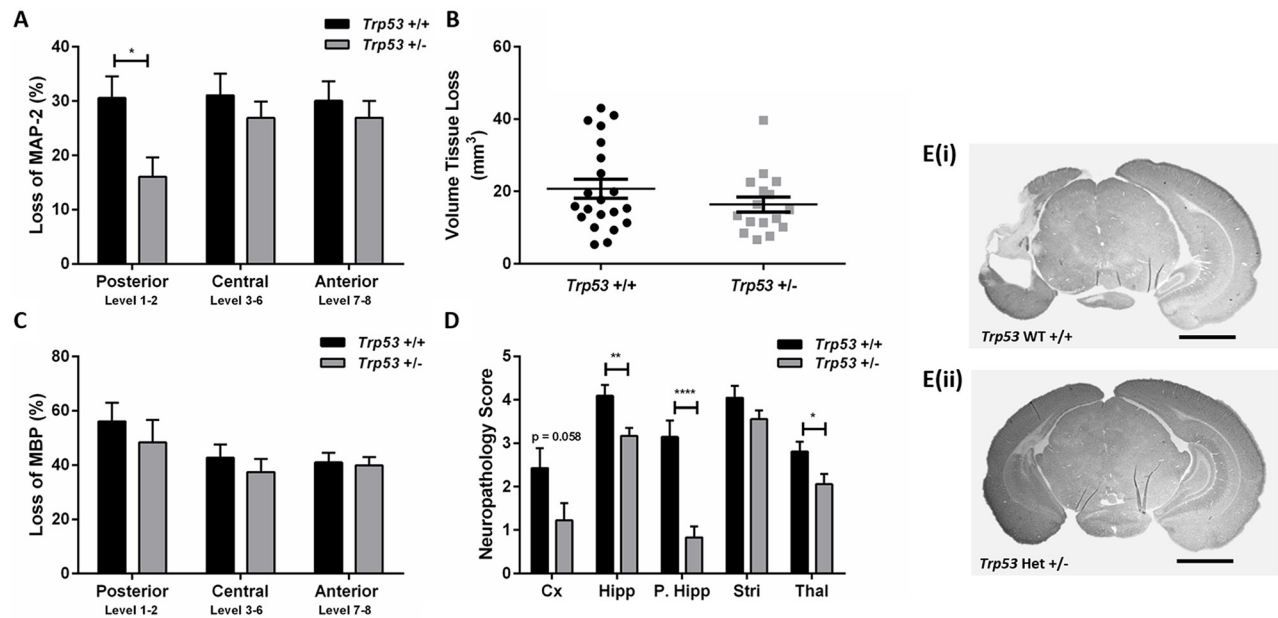 A
Trp53 +/+
Trp53 +/-
Loss of MAP-2 (%)
40
30
20
10
0
*
Posterior
Level 1-2
Central
Level 3-6
Anterior
Level 7-8
B
Volume Tissue Loss
(mm3)
60
40
20
0
Trp53 +/+
Trp53 +/-
C
Trp53 +/+
Trp53 +/-
Loss of MBP (%)
80
60
40
20
0
Posterior
Level 1-2
Central
Level 3-6
Anterior
Level 7-8
D
Trp53 +/+
Trp53 +/-
Neuropathology Score
5
4
3
2
1
0
p = 0.058
**
****
*
Cx
Hipp
P. Hipp
Stri
Thal
E(i)
Trp53 WT +/+
E(ii)
Trp53 Het +/-